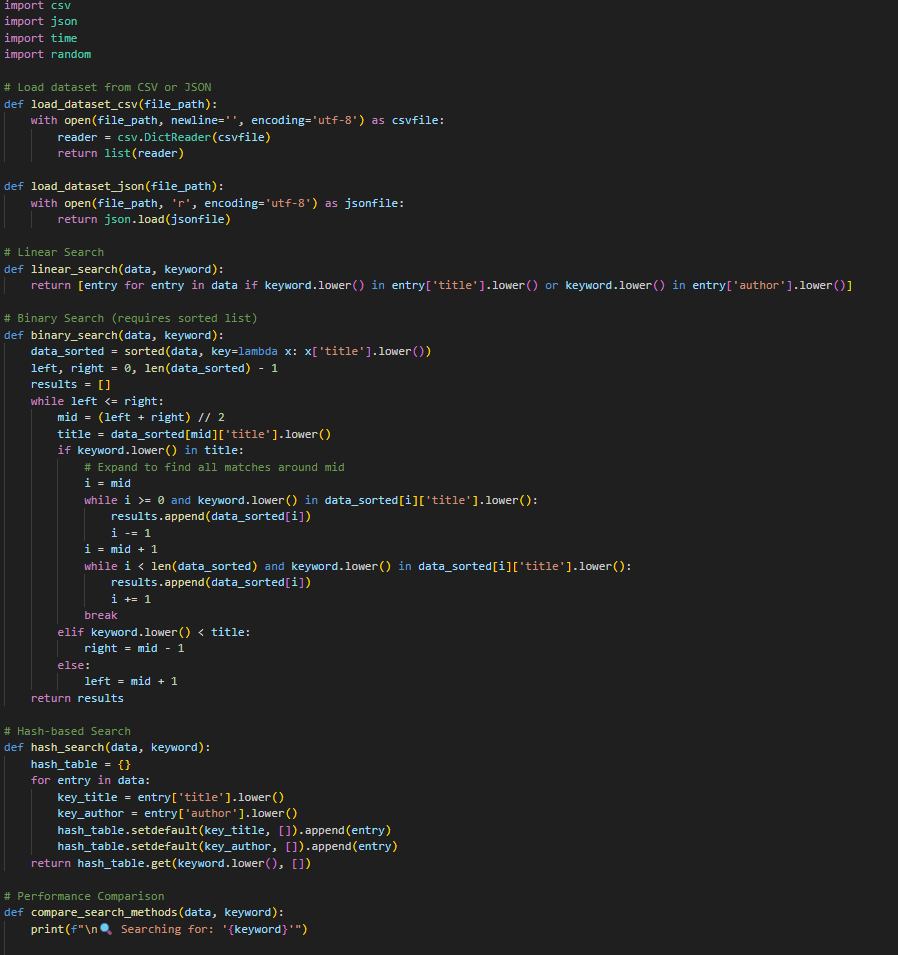 import csv
import json
import time
import random
# Load dataset from CSV or JSON
def load_dataset_csv(file_path):
    with open(file_path, newline='', encoding='utf-8') as csvfile:
        reader = csv.DictReader(csvfile)
        return list(reader)
def load_dataset_json(file_path):
    with open(file_path, 'r', encoding='utf-8') as jsonfile:
        return json.load(jsonfile)
# Linear Search
def linear_search(data, keyword):
    return [entry for entry in data if keyword.lower() in entry['title'].lower() or keyword.lower() in entry['author'].lower()]
# Binary Search (requires sorted list)
def binary_search(data, keyword):
    data_sorted = sorted(data, key=lambda x: x['title'].lower())
    left, right = 0, len(data_sorted) - 1
    results = []
    while left <= right:
        mid = (left + right) // 2
        title = data_sorted[mid]['title'].lower()
        if keyword.lower() in title:
            # Expand to find all matches around mid
            i = mid
            while i >= 0 and keyword.lower() in data_sorted[i]['title'].lower():
                results.append(data_sorted[i])
                i -= 1
            i = mid + 1
            while i < len(data_sorted) and keyword.lower() in data_sorted[i]['title'].lower():
                results.append(data_sorted[i])
                i += 1
            break
        elif keyword.lower() < title:
            right = mid - 1
        else:
            left = mid + 1
    return results
# Hash-based Search
def hash_search(data, keyword):
    hash_table = {}
    for entry in data:
        key_title = entry['title'].lower()
        key_author = entry['author'].lower()
        hash_table.setdefault(key_title, []).append(entry)
        hash_table.setdefault(key_author, []).append(entry)
    return hash_table.get(keyword.lower(), [])
# Performance Comparison
def compare_search_methods(data, keyword):
    print(f"\n🔍 Searching for: '{keyword}'")